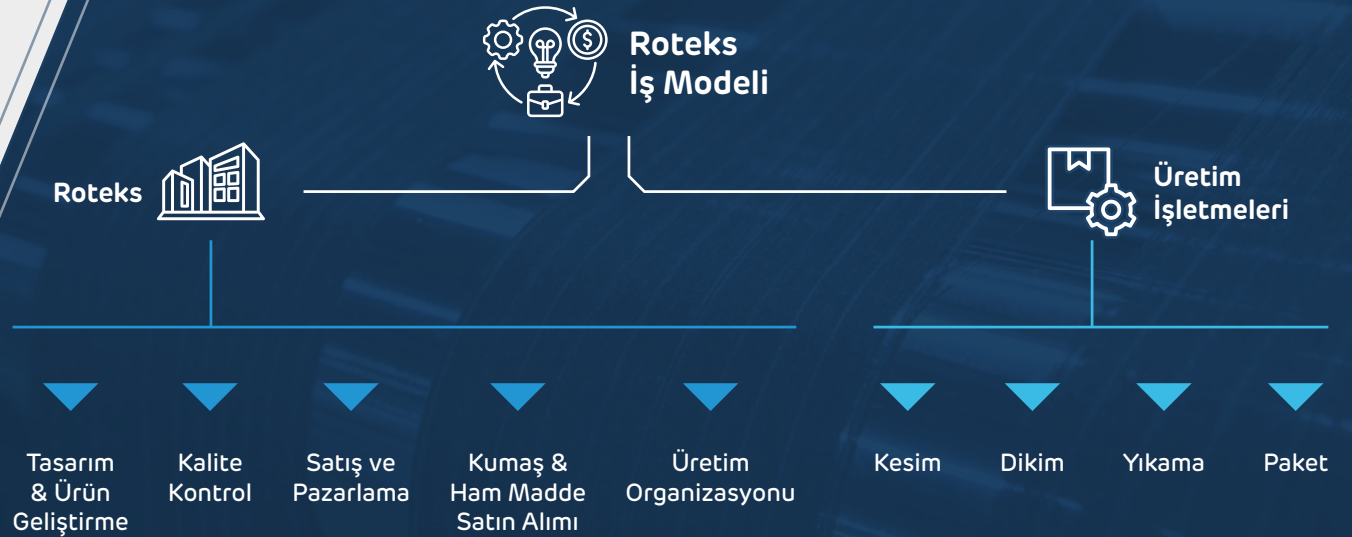 Roteks
İş Modeli
Roteks
Üretim
İşletmeleri
Tasarım
& Ürün
Geliştirme
Kalite
Kontrol
Satış ve
Pazarlama
Kumaş &
Ham Madde
Satın Alımı
Üretim
Organizasyonu
Kesim
Dikim
Yıkama
Paket